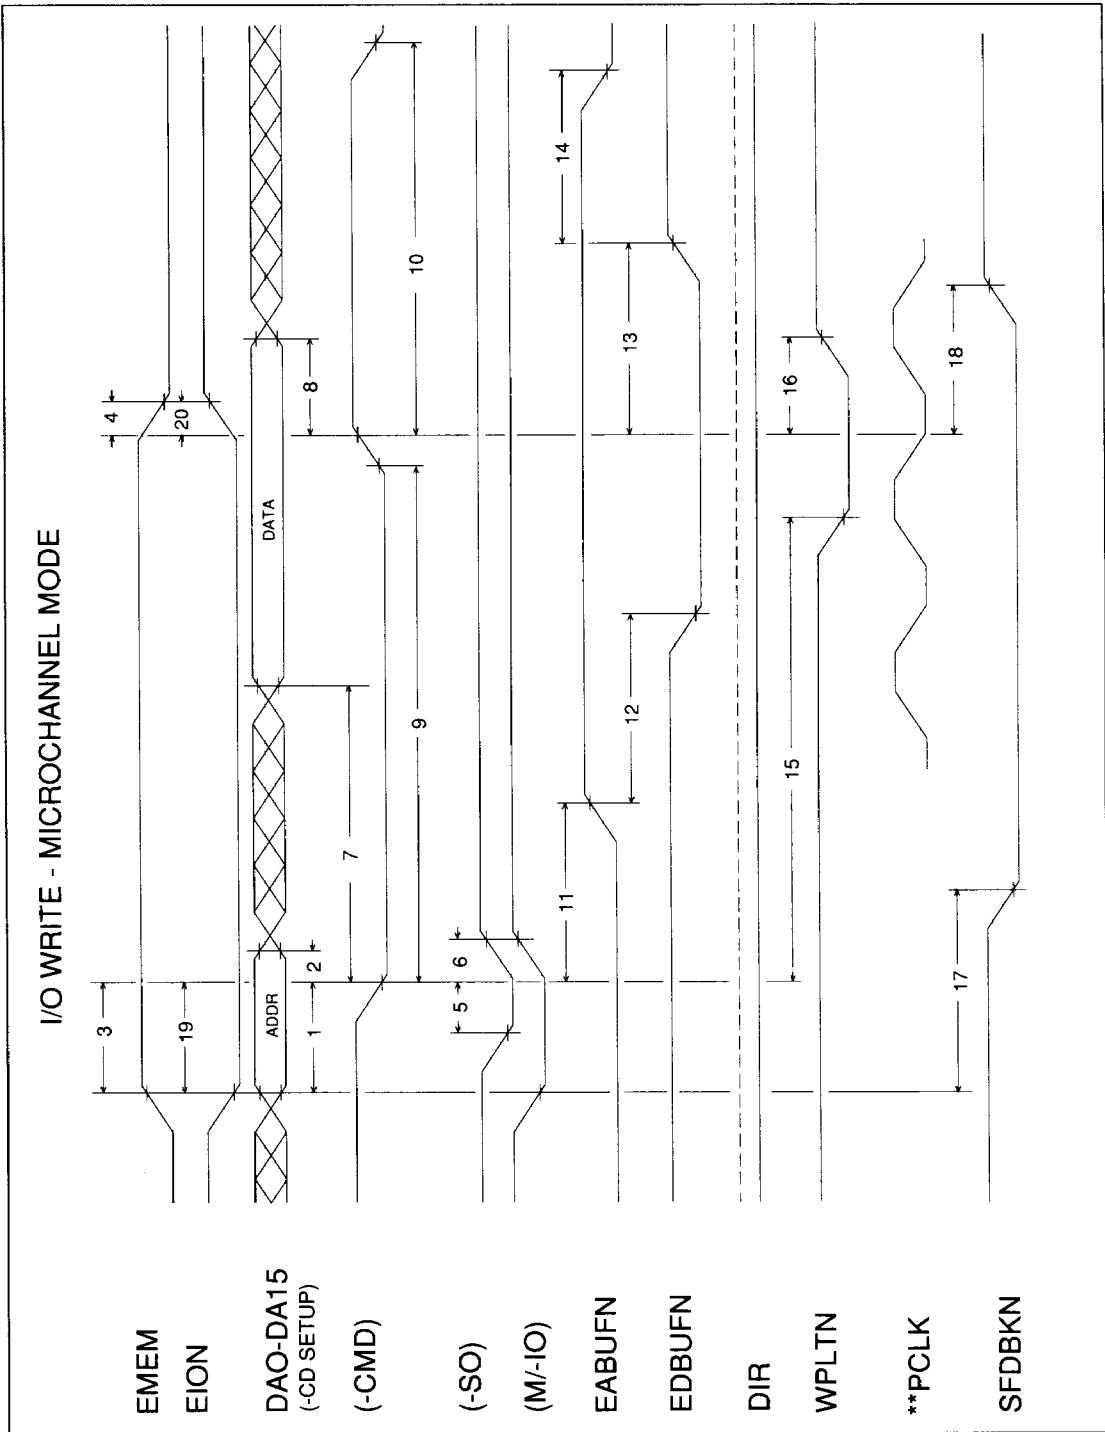 I/O WRITE - MICROCHANNEL MODE
EMEM
3
4
EION
19
20
DAO-DA15
(-CD SETUP)
ADDR
DATA
1
2
8
(-CMD)
7
9
10
(-SO)
5
6
(M/-IO)
EABUFN
11
14
EDBUFN
12
13
DIR
WPLTN
15
16
**PCLK
SFDBKN
17
18